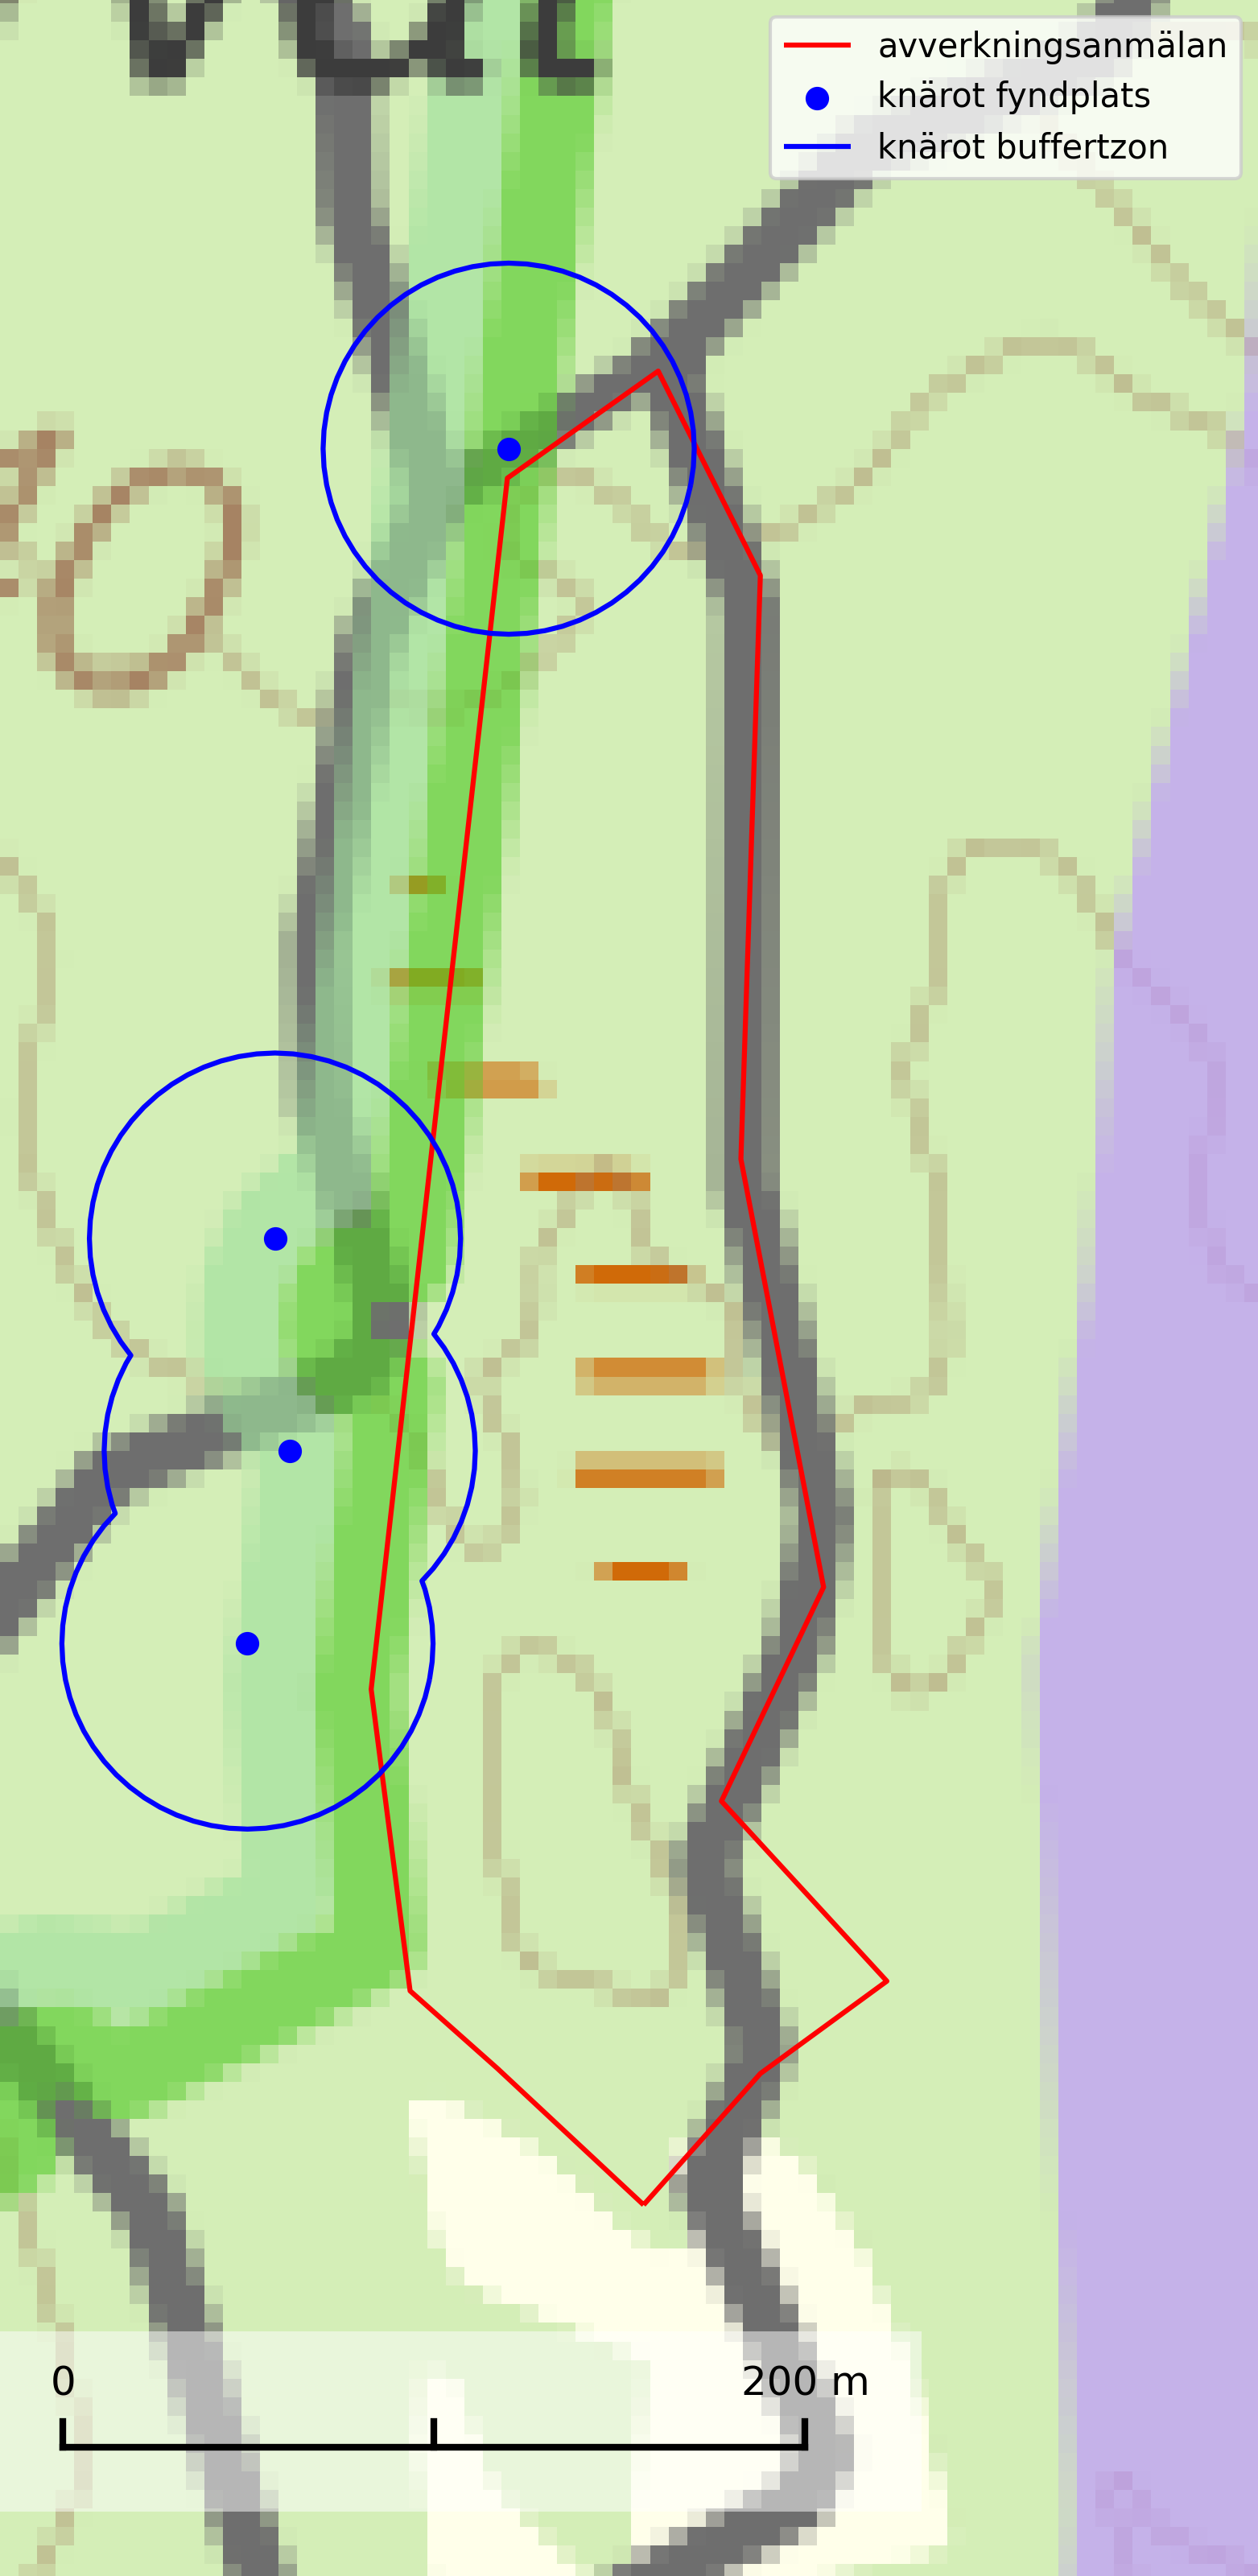 avverkningsanmälan
knärot fyndplats
knärot buffertzon
0
200 m